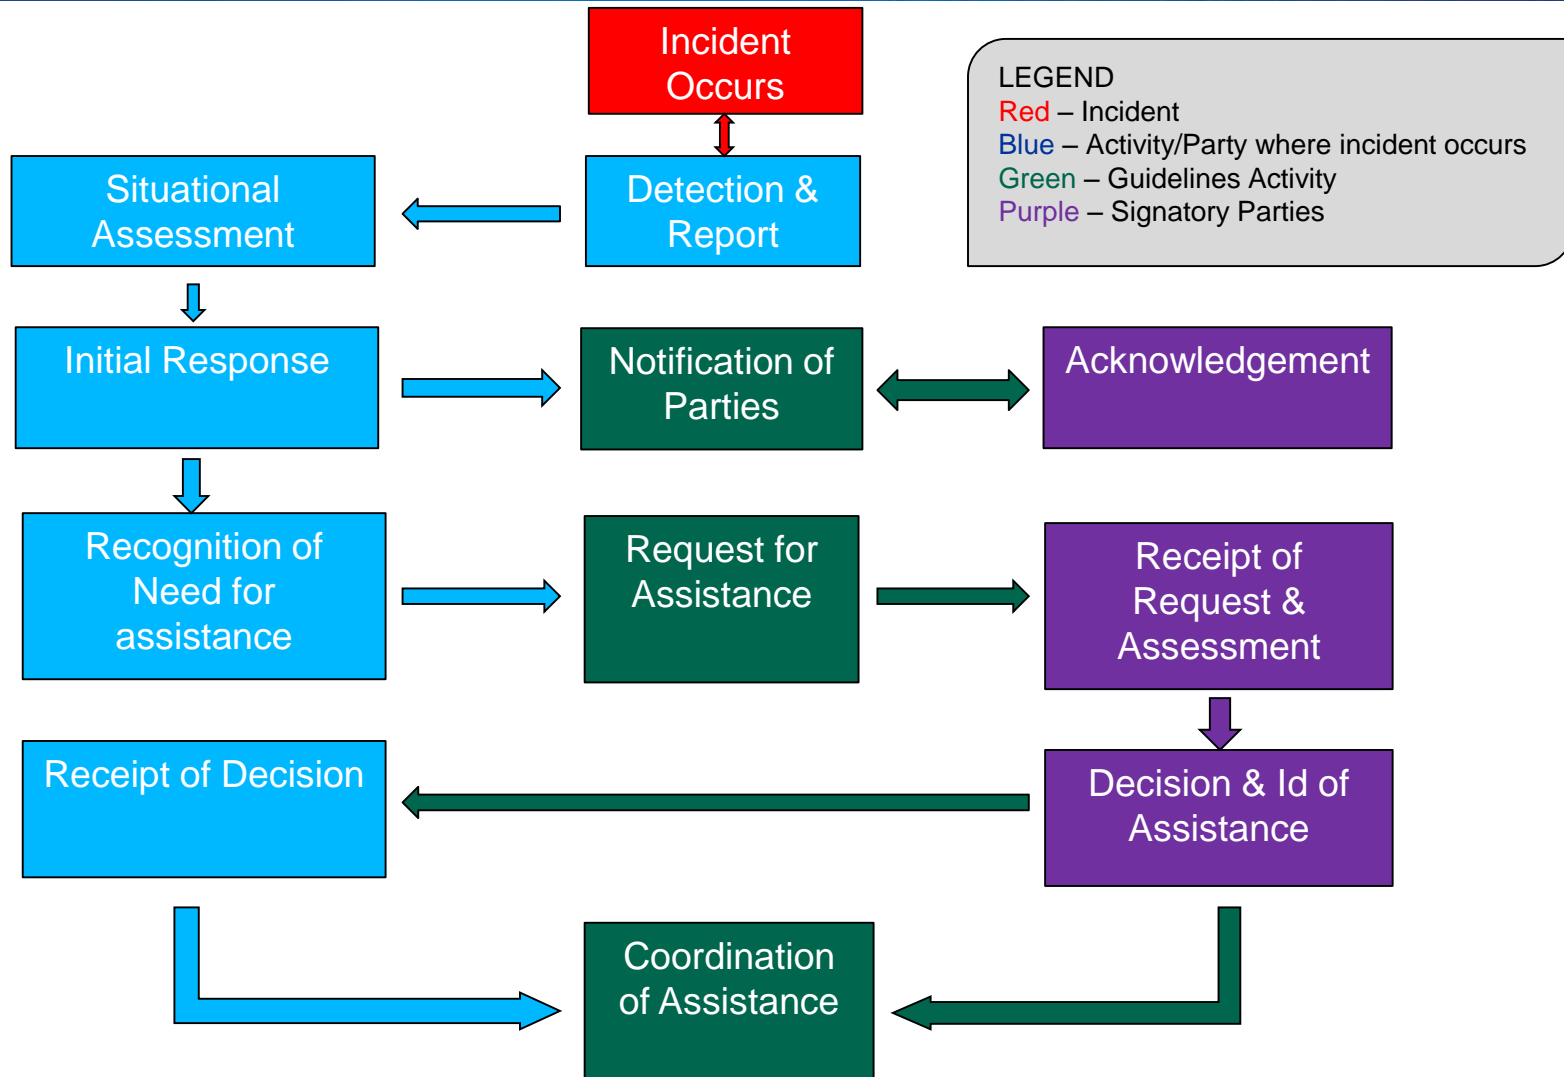 Incident
Occurs
LEGEND
Red – Incident
Blue – Activity/Party where incident occurs
Green – Guidelines Activity
Purple – Signatory Parties
Situational
Assessment
Detection &
Report
Initial Response
Notification of
Parties
Acknowledgement
Recognition of
Need for
assistance
Request for
Assistance
Receipt of
Request &
Assessment
Receipt of Decision
Decision & Id of
Assistance
Coordination
of Assistance